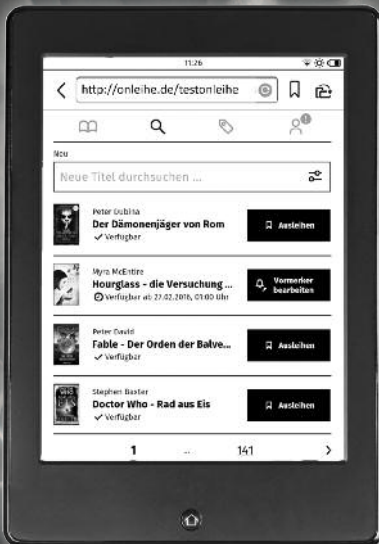 11:26
http://onleihe.de/testonleihe
Neu
Neue Titel durchsuchen ...
Peter Dubina
Der Dämonenjäger von Rom
Verfügbar
Ausleihen
Myra McEntire
Hourglass - die Versuchung ...
Verfügbar ab 27.02.2016, 01:00 Uhr
Vormerker
bearbeiten
Peter David
Fable - Der Orden der Balve...
Verfügbar
Ausleihen
Stephen Baxter
Doctor Who - Rad aus Eis
Verfügbar
Ausleihen
1 .. 141